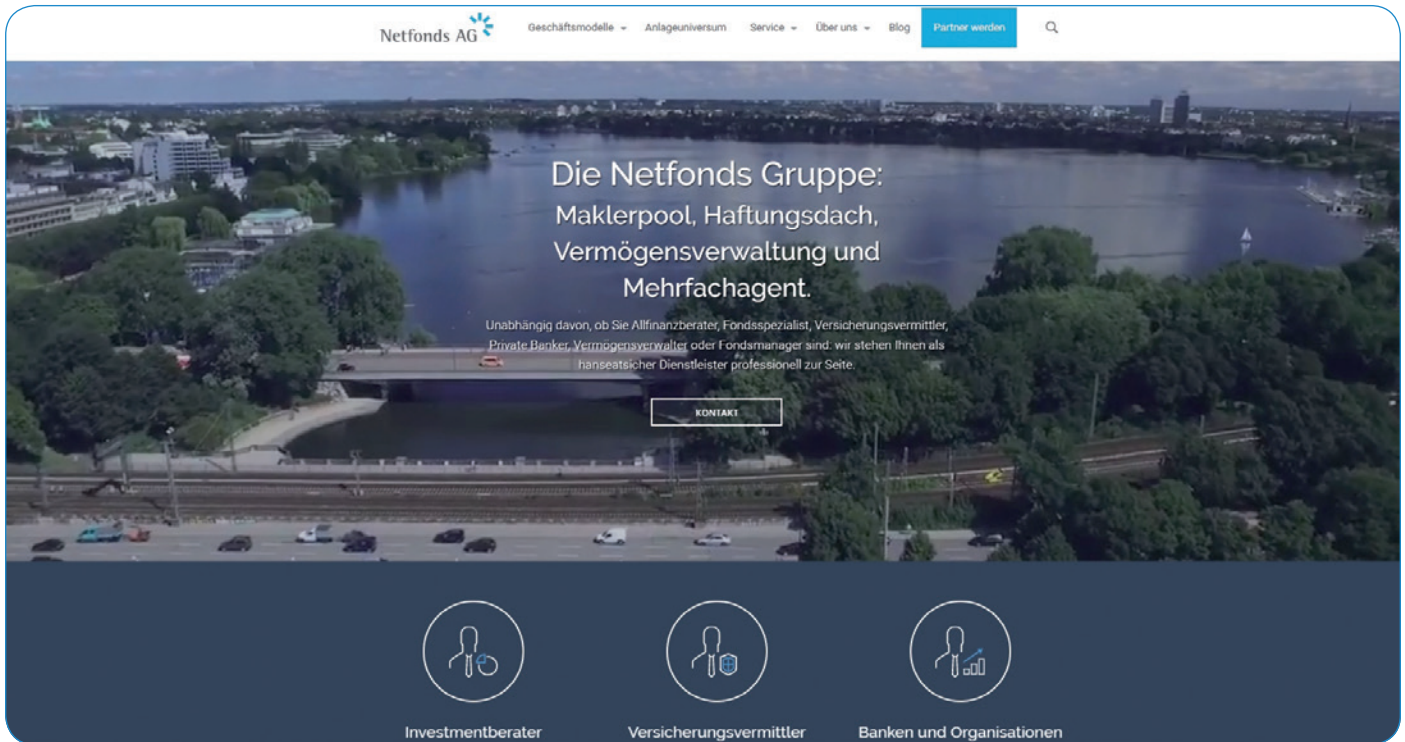 Netfonds AG
Geschäftsmodelle
Anlageuniversum
Service
Über uns
Blog
Partner werden
Die Netfonds Gruppe:
Maklerpool, Haftungsdach,
Vermögensverwaltung und
Mehrfachagent.
Unabhängig davon, ob Sie Allfinanzberater, Fondsspezialist, Versicherungsvermittler,
Private Banker, Vermögensverwalter oder Fondsmanager sind: wir stehen Ihnen als
hanseatsicher Dienstleister professionell zur Seite.
KONTAKT
Investmentberater
Versicherungsvermittler
Banken und Organisationen